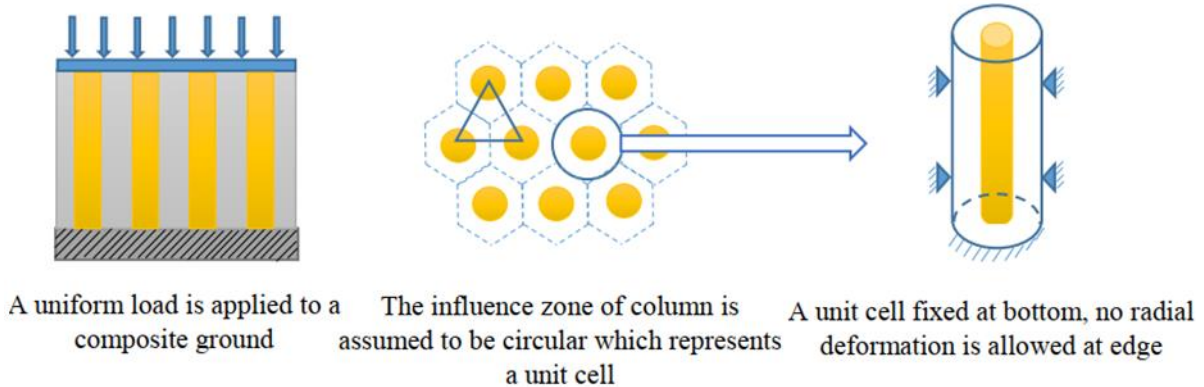 A uniform load is applied to a
composite ground
The influence zone of column is
assumed to be circular which represents
a unit cell
A unit cell fixed at bottom, no radial
deformation is allowed at edge